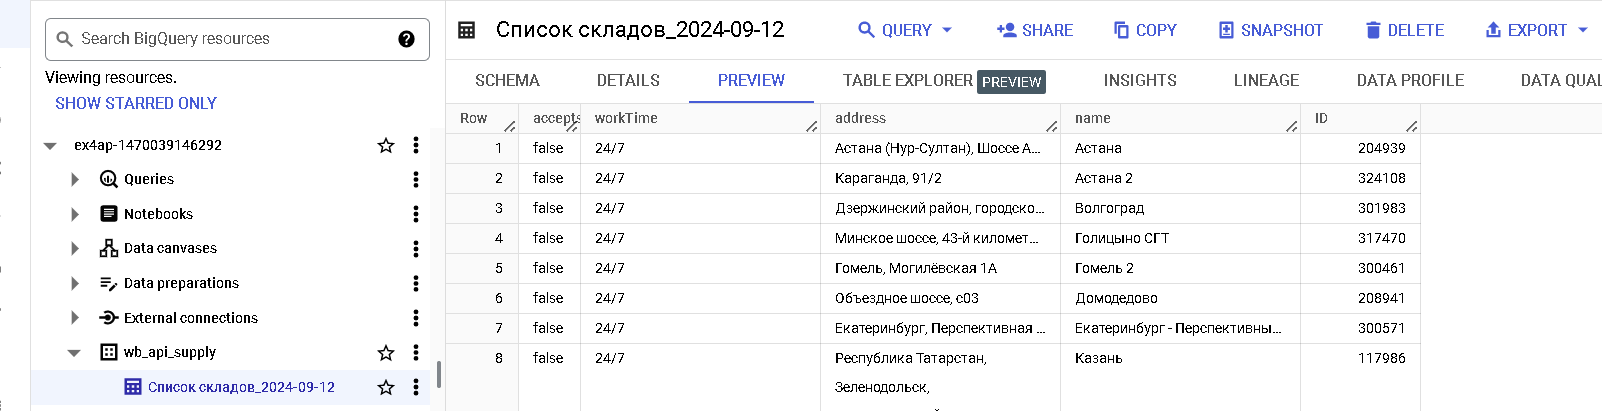 Search BigQuery resources
Viewing resources.
SHOW STARRED ONLY
ex4ap-1470039146292
Queries
Notebooks
Data canvases
Data preparations
External connections
wb_api_supply
Список складов_2024-09-12
Список складов_2024-09-12 QUERY SHARE COPY SNAPSHOT DELETE EXPORT
SCHEMA DETAILS PREVIEW TABLE EXPLORER PREVIEW INSIGHTS LINEAGE DATA PROFILE DATA QUAL
Row accepts workTime address name ID
1 false 24/7 Астана (Нур-Султан), Шоссе А... Астана 204939
2 false 24/7 Караганда, 91/2 Астана 2 324108
3 false 24/7 Дзержинский район, городско... Волгоград 301983
4 false 24/7 Минское шоссе, 43-й километ... Голицыно СГТ 317470
5 false 24/7 Гомель, Могилёвская 1А Гомель 2 300461
6 false 24/7 Объездное шоссе, с03 Домодедово 208941
7 false 24/7 Екатеринбург, Перспективная ... Екатеринбург - Перспективны... 300571
8 false 24/7 Республика Татарстан, Казань 117986
Зеленодольск,